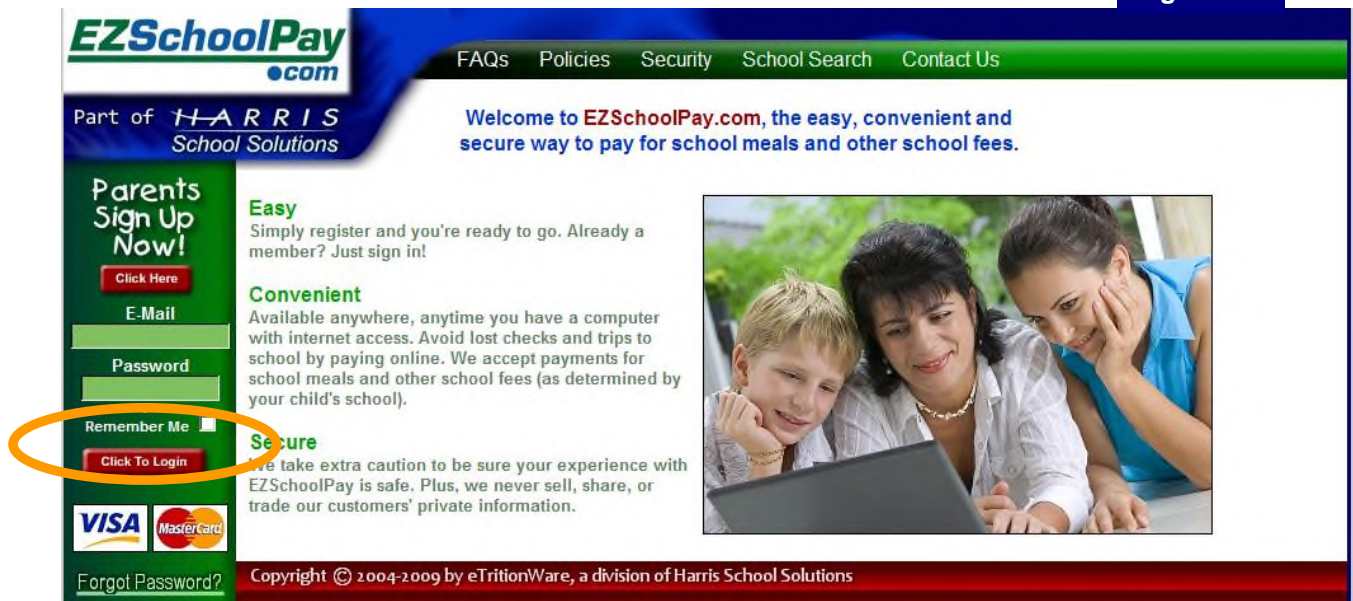 EZSchoolPay
●com
FAQs Policies Security School Search Contact Us
Part of HARRIS
School Solutions
Welcome to EZSchoolPay.com, the easy, convenient and
secure way to pay for school meals and other school fees.
Parents
Sign Up
Now!
Click Here
E-Mail
Password
Remember Me
Click To Login
VISA MasterCard
Forgot Password?
Easy
Simply register and you're ready to go. Already a
member? Just sign in!
Convenient
Available anywhere, anytime you have a computer
with internet access. Avoid lost checks and trips to
school by paying online. We accept payments for
school meals and other school fees (as determined by
your child's school).
Secure
We take extra caution to be sure your experience with
EZSchoolPay is safe. Plus, we never sell, share, or
trade our customers' private information.
Copyright © 2004-2009 by eTritionWare, a division of Harris School Solutions